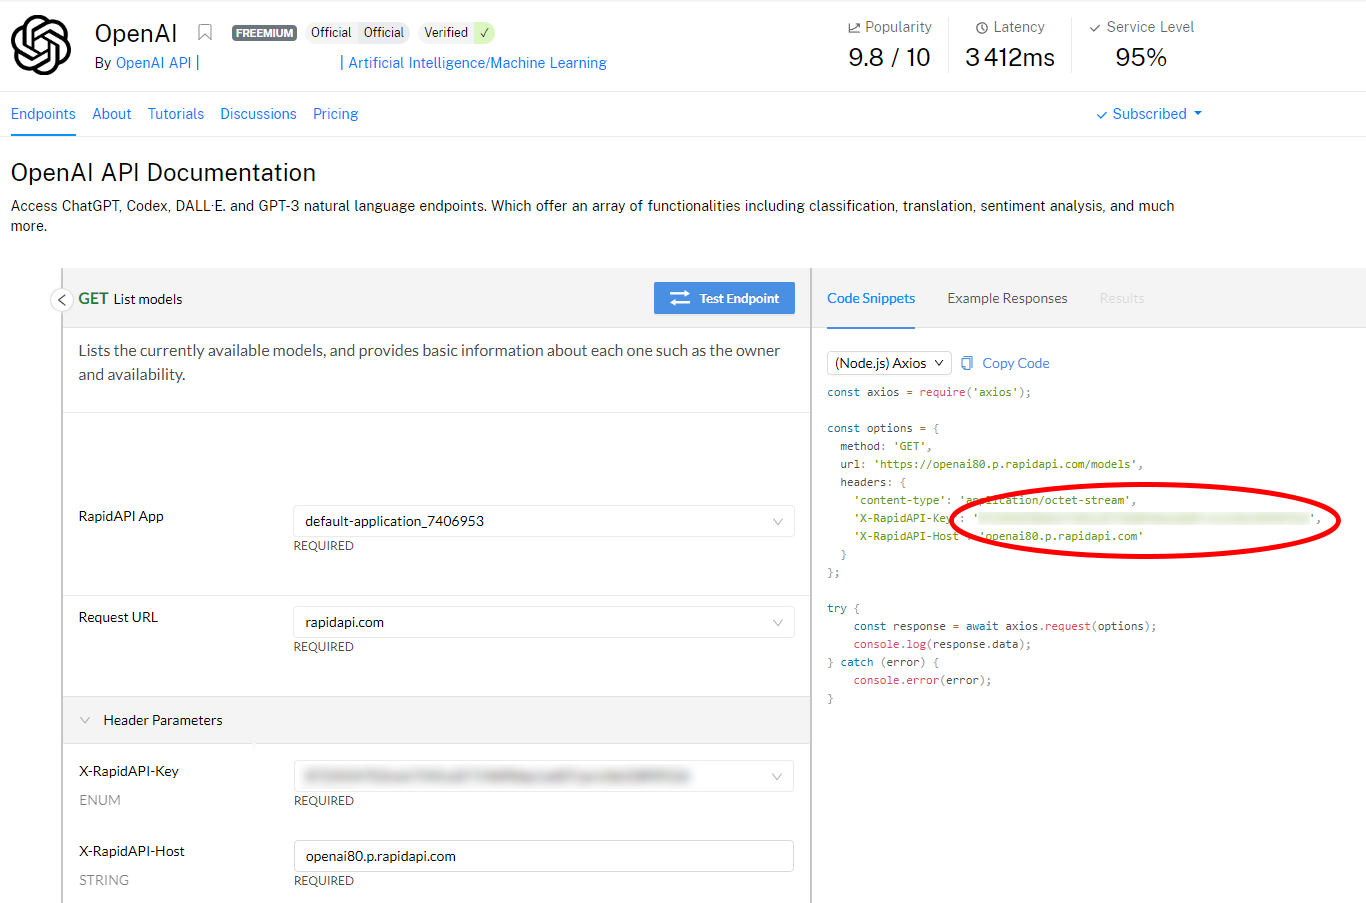 OpenAI FREEMIUM Official Official Verified ✓
By OpenAI API | | Artificial Intelligence/Machine Learning
Popularity
9.8 / 10
Latency
3 412ms
Service Level
95%
Endpoints About Tutorials Discussions Pricing
Subscribed
OpenAI API Documentation
Access ChatGPT, Codex, DALL·E. and GPT-3 natural language endpoints. Which offer an array of functionalities including classification, translation, sentiment analysis, and much
more.
GET List models
Test Endpoint
Lists the currently available models, and provides basic information about each one such as the owner
and availability.
RapidAPI App
default-application_7406953
REQUIRED
Request URL
rapidapi.com
REQUIRED
Header Parameters
X-RapidAPI-Key
ENUM
REQUIRED
X-RapidAPI-Host
openai80.p.rapidapi.com
STRING
REQUIRED
Code Snippets Example Responses Results
(Node.js) Axios Copy Code
const axios = require('axios');
const options = {
method: 'GET',
url: 'https://openai80.p.rapidapi.com/models',
headers: {
'content-type': 'application/octet-stream',
'X-RapidAPI-Key': '',
'X-RapidAPI-Host': 'openai80.p.rapidapi.com'
}
};
try {
const response = await axios.request(options);
console.log(response.data);
} catch (error) {
console.error(error);
}